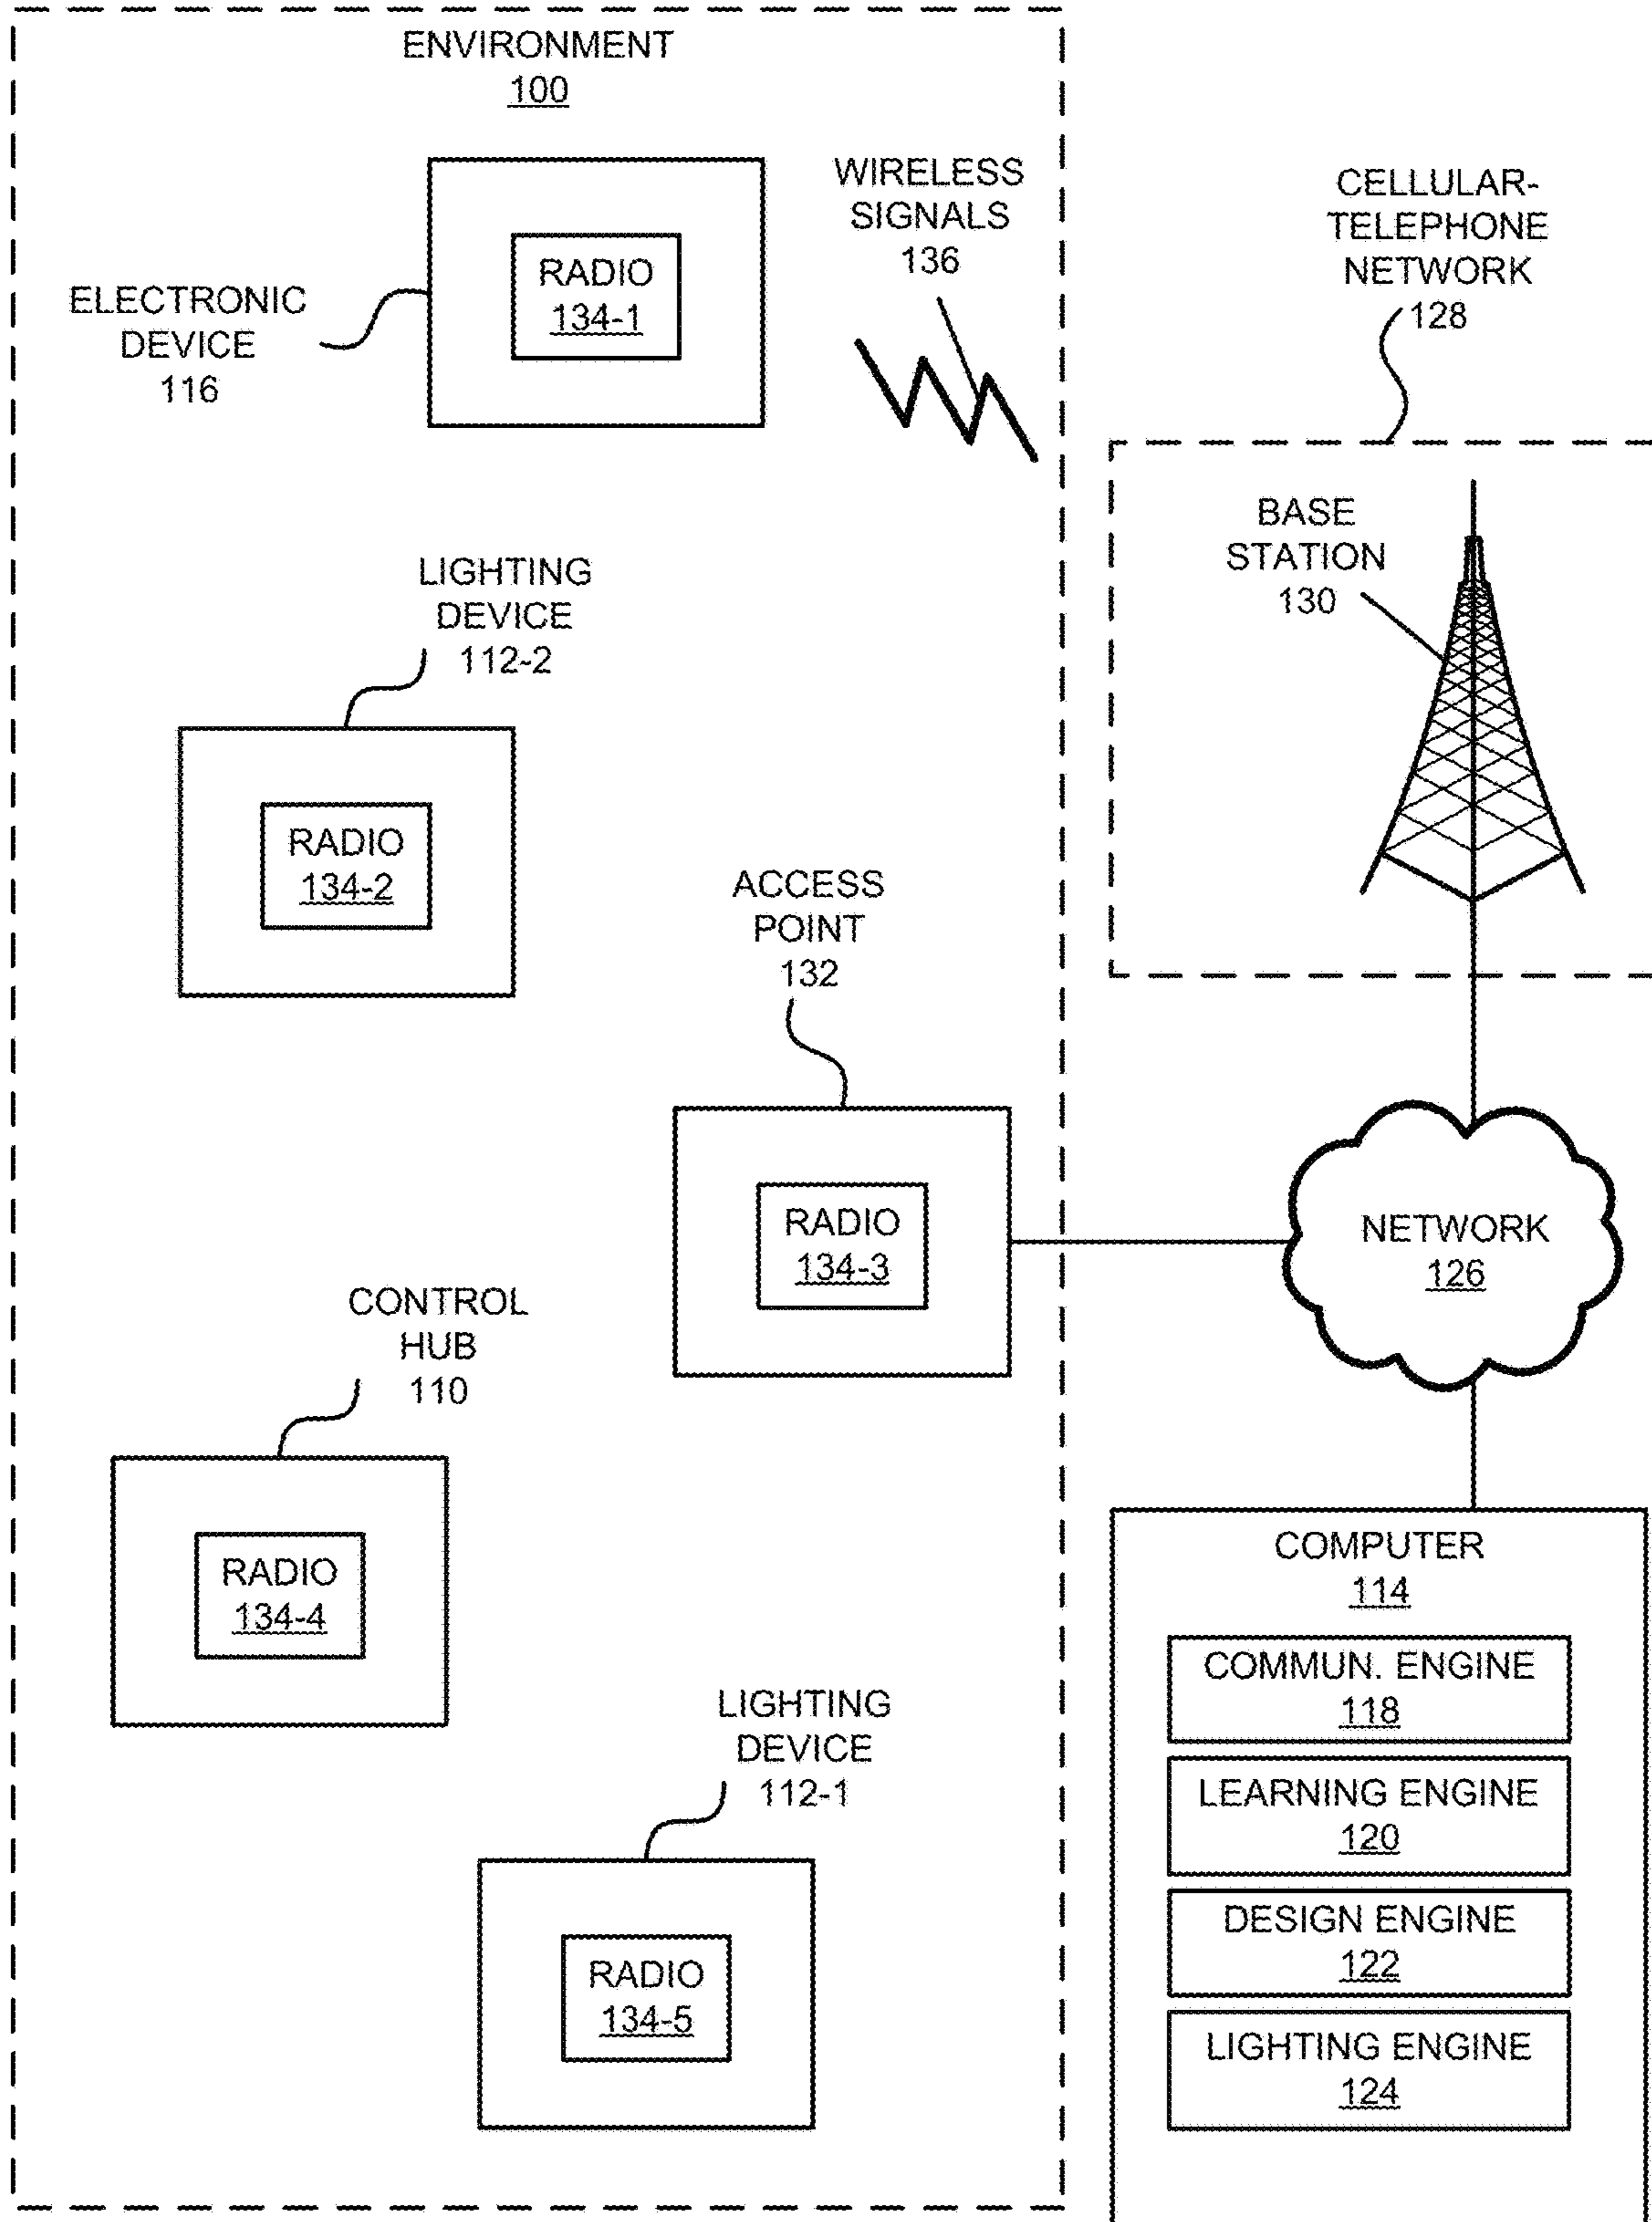 ENVIRONMENT
100
WIRELESS
SIGNALS
136
CELLULAR-
TELEPHONE
NETWORK
128
ELECTRONIC
DEVICE
116
RADIO
134-1
BASE
STATION
130
LIGHTING
DEVICE
112-2
RADIO
134-2
ACCESS
POINT
132
RADIO
134-3
NETWORK
126
CONTROL
HUB
110
RADIO
134-4
COMPUTER
114
COMMUN. ENGINE
118
LEARNING ENGINE
120
DESIGN ENGINE
122
LIGHTING ENGINE
124
LIGHTING
DEVICE
112-1
RADIO
134-5